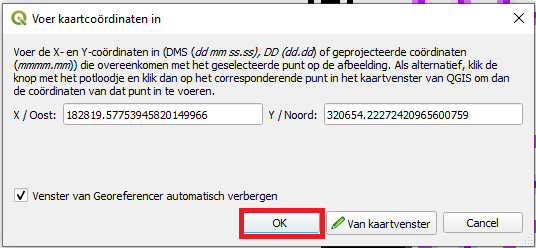 Voer kaartcoördinaten in
Voer de X- en Y-coördinaten in (DMS (dd mm ss.ss), DD (dd.dd) of geprojecteerde coördinaten
(mmmm.mm)) die overeenkomen met het geselecteerde punt op de afbeelding. Als alternatief, klik de
knop met het potloodje en klik dan op het corresponderende punt in het kaartvenster van QGIS om dan
de coördinaten van dat punt in te voeren.
X / Oost: 182819.57753945820149966 Y / Noord: 320654.22272420965600759
Venster van Georeferencer automatisch verbergen
OK Van kaartvenster Cancel